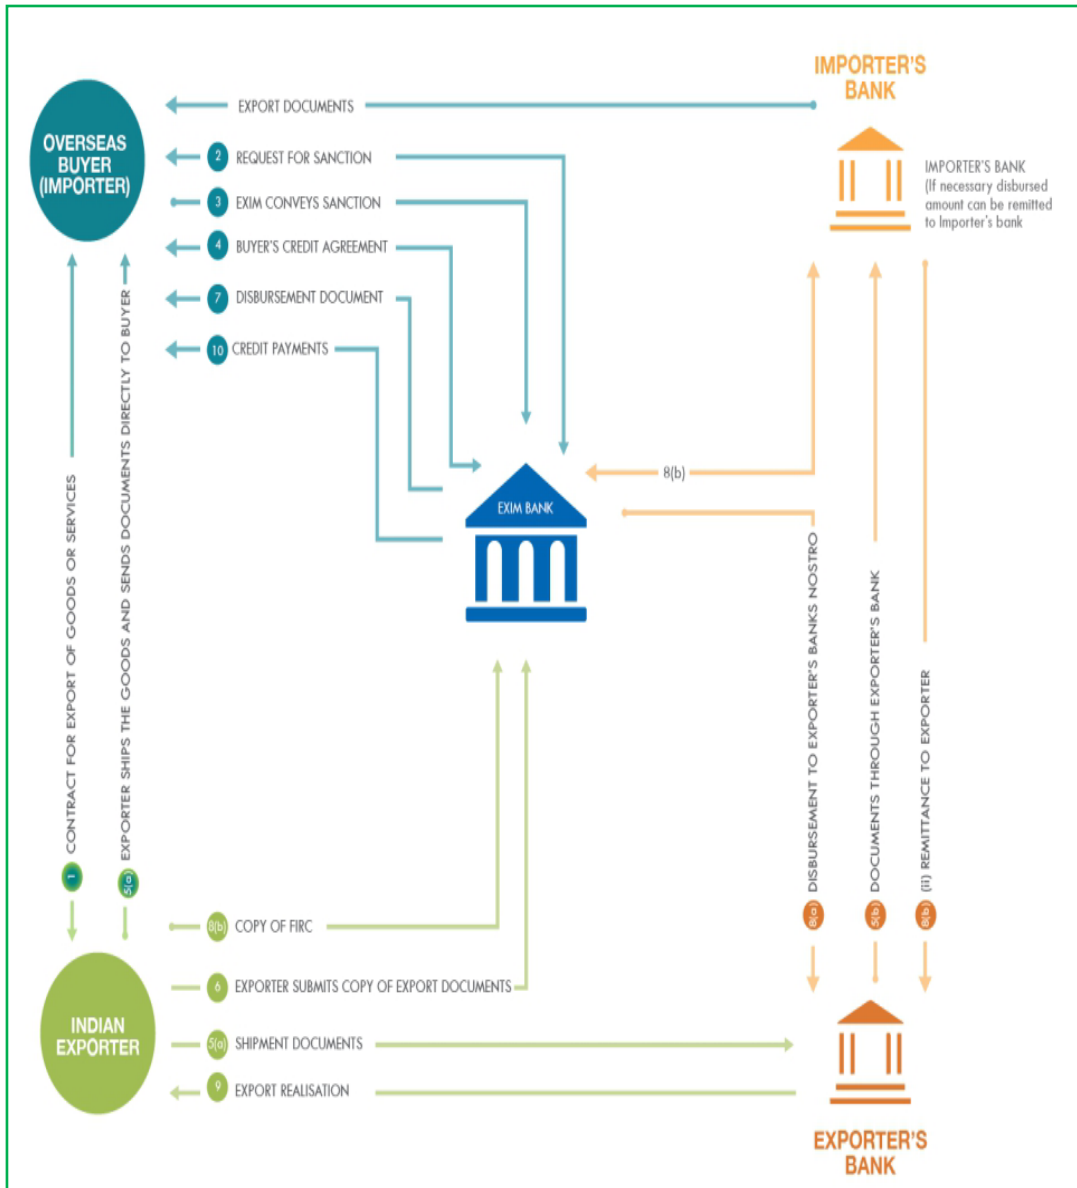 IMPORTER'S
BANK
EXPORT DOCUMENTS
OVERSEAS
BUYER
(IMPORTER)
2 REQUEST FOR SANCTION
3 EXIM CONVEYS SANCTION
4 BUYER'S CREDIT AGREEMENT
7 DISBURSEMENT DOCUMENT
10 CREDIT PAYMENTS
IMPORTER'S BANK
(If necessary disbursed
amount can be remitted
to Importer's bank
8(b)
EXIM BANK
1 CONTRACT FOR EXPORT OF GOODS OR SERVICES
5(a) EXPORTER SHIPS THE GOODS AND SENDS DOCUMENTS DIRECTLY TO BUYER
8(a) DISBURSEMENT TO EXPORTER'S BANKS NOSTRO
5(b) DOCUMENTS THROUGH EXPORTER'S BANK
8(b) (ii) REMITTANCE TO EXPORTER
8(b) COPY OF FIRC
6 EXPORTER SUBMITS COPY OF EXPORT DOCUMENTS
INDIAN
EXPORTER
5(a) SHIPMENT DOCUMENTS
9 EXPORT REALISATION
EXPORTER'S
BANK